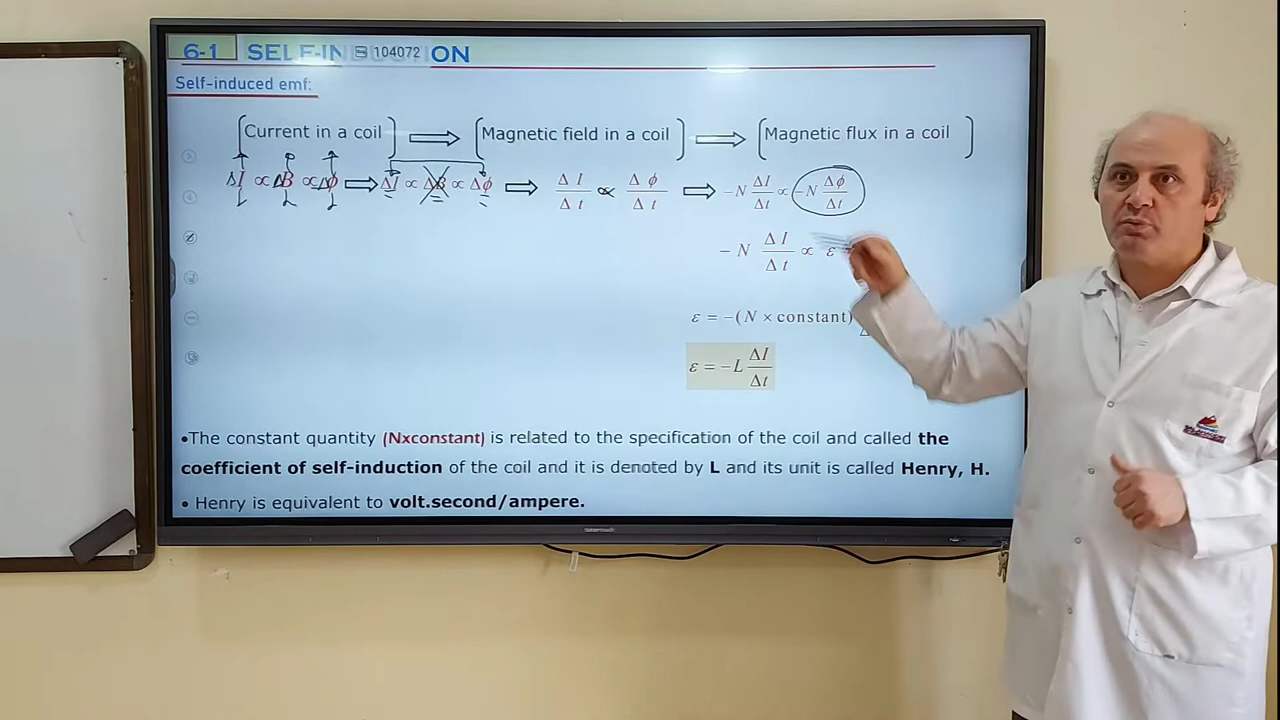 6-1 SELF-IN 104072 ON
Self-induced emf:
[Current in a coil] ⟹ [Magnetic field in a coil] ⟹ [Magnetic flux in a coil]
ΔI ∝ ΔB ∝ Δϕ ⟹ ΔI ∝ ΔB ∝ Δϕ ⟹ ΔI/Δt ∝ Δϕ/Δt ⟹ −N ΔI/Δt ∝ −N Δϕ/Δt
− N ΔI/Δt ∝ ε
ε = −(N × constant)
ε = −L ΔI/Δt
•The constant quantity (Nxconstant) is related to the specification of the coil and called the
coefficient of self-induction of the coil and it is denoted by L and its unit is called Henry, H.
• Henry is equivalent to volt.second/ampere.